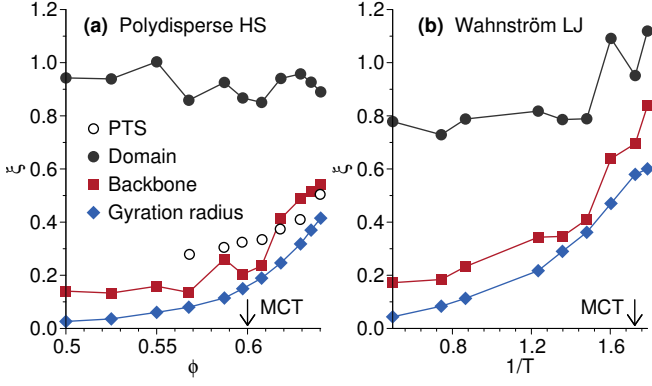 (a) Polydisperse HS
(b) Wahnström LJ
1.2
1.0
0.8
0.6
0.4
0.2
0.0
ξ
PTS
Domain
Backbone
Gyration radius
MCT
0.5
0.55
0.6
ϕ
1.2
1.0
0.8
0.6
0.4
0.2
0.0
ξ
MCT
0.8
1.2
1.6
1/T